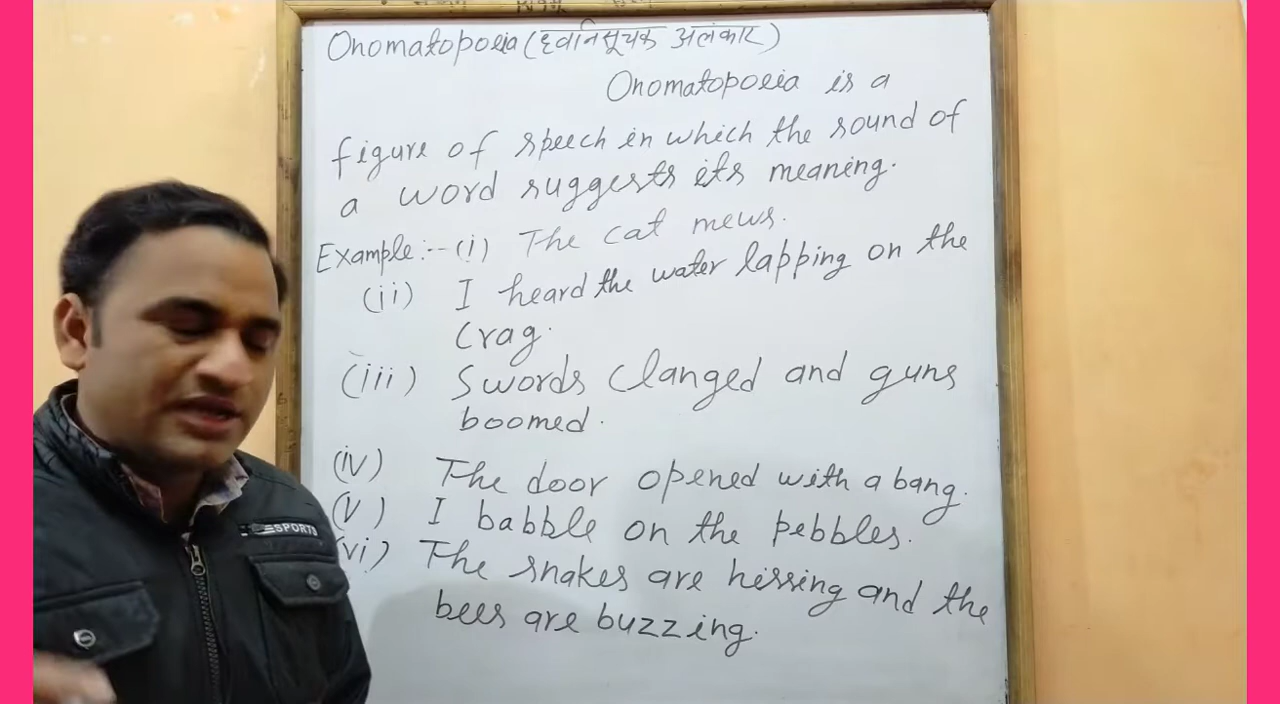 Onomatopoeia (ध्वनिसूचक अलंकार)
Onomatopoeia is a
figure of speech in which the sound of
a word suggests its meaning.
Example:- (i) The cat mews.
(ii) I heard the water lapping on the
Crag.
(iii) Swords Clanged and guns
boomed.
(iv) The door opened with a bang.
(v) I babble on the pebbles.
(vi) The snakes are hissing and the
bees are buzzing.
SPORTS